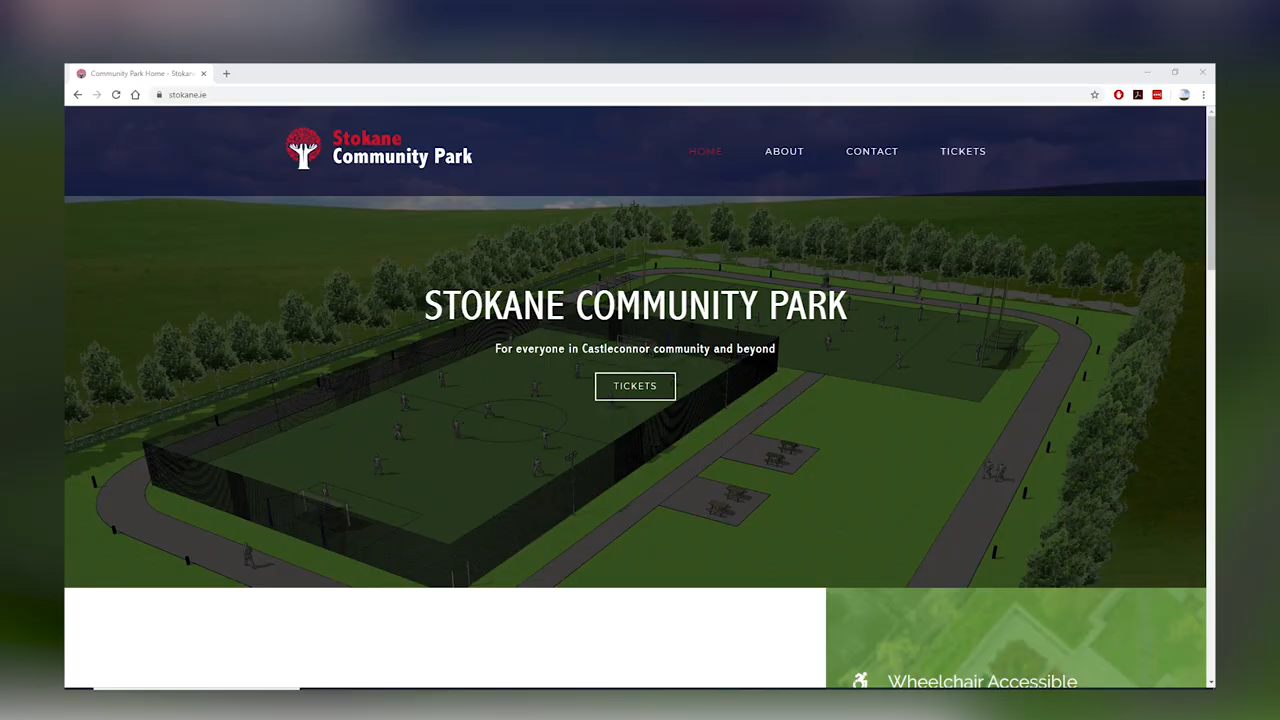 Community Park Home - Stokan
stokane.ie
Stokane
Community Park
HOME
ABOUT
CONTACT
TICKETS
STOKANE COMMUNITY PARK
For everyone in Castleconnor community and beyond
TICKETS
Wheelchair Accessible